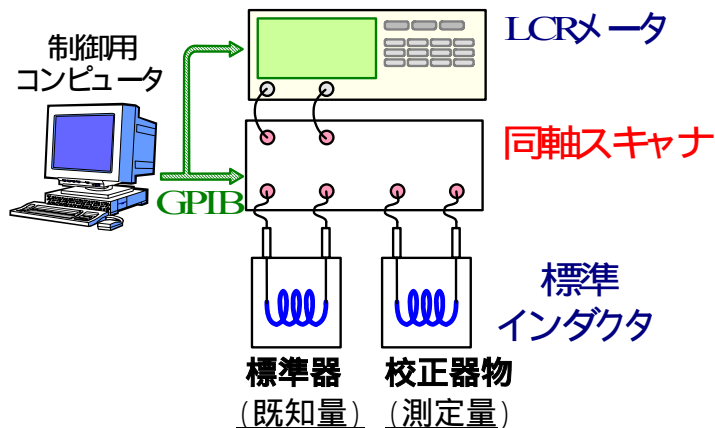 LCRメータ
制御用
コンピュータ
同軸スキャナ
GPIB
標準
インダクタ
標準器
(既知量)
校正器物
(測定量)